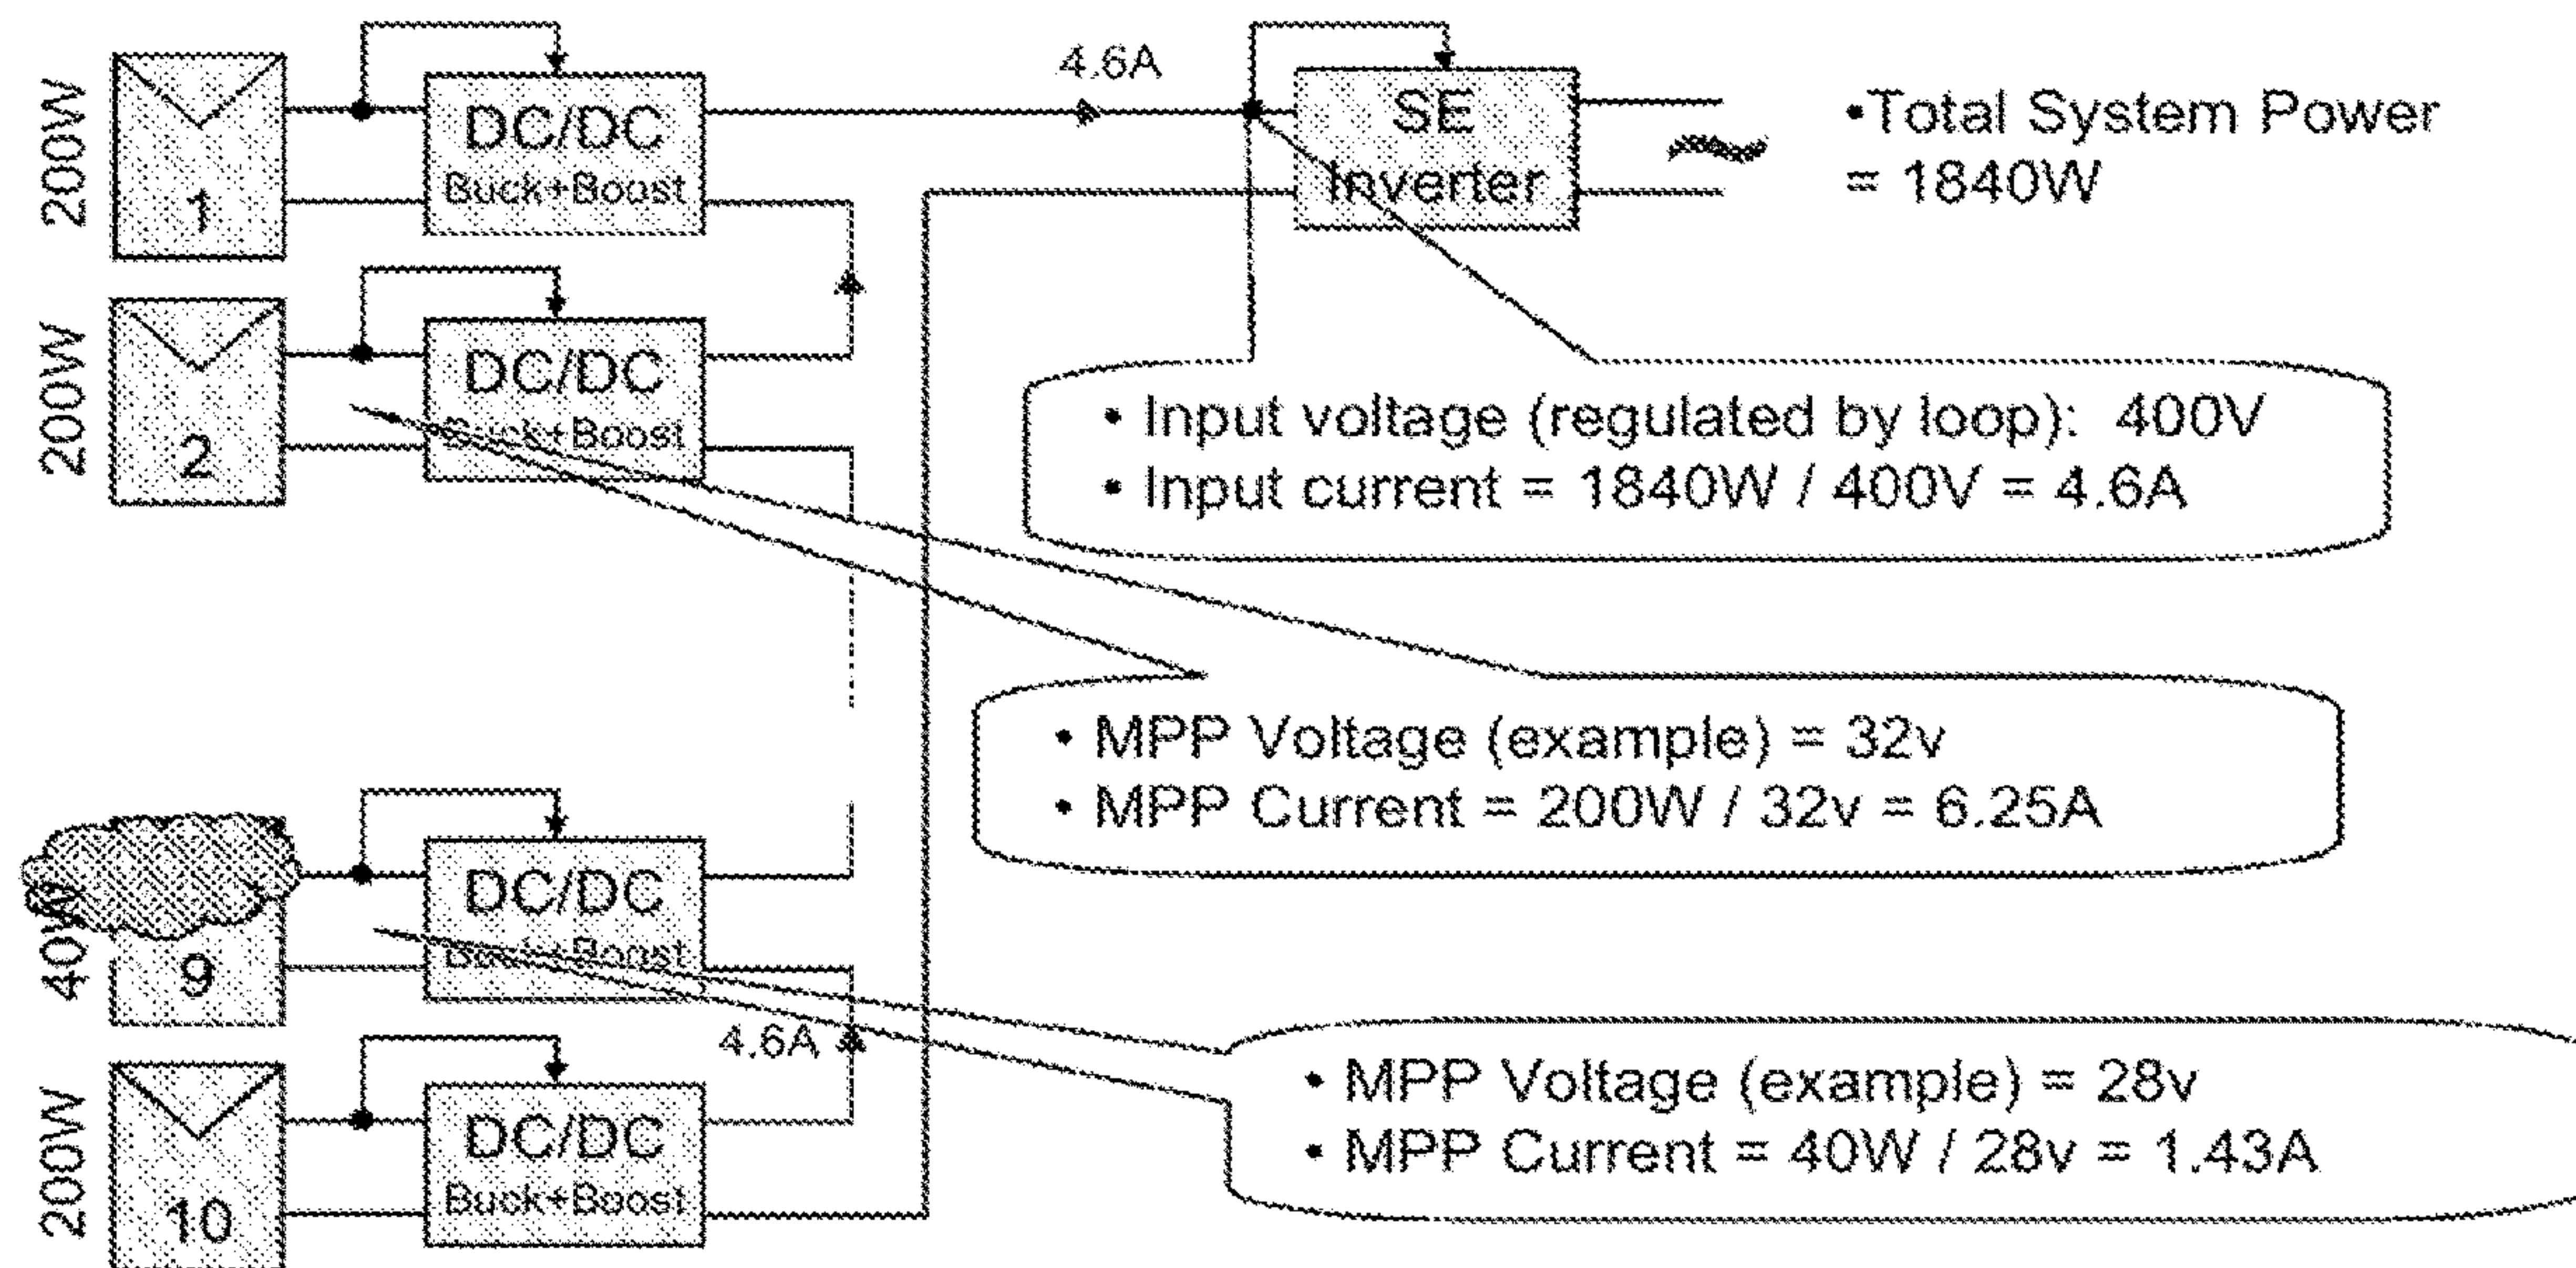 200W
1
DC/DC
Buck+Boost
4.6A
SE
Inverter
•Total System Power
= 1840W
200W
2
DC/DC
Buck+Boost
• Input voltage (regulated by loop): 400V
• Input current = 1840W / 400V = 4.6A
• MPP Voltage (example) = 32v
• MPP Current = 200W / 32v = 6.25A
40W
9
DC/DC
Buck+Boost
4.6A
• MPP Voltage (example) = 28v
• MPP Current = 40W / 28v = 1.43A
200W
10
DC/DC
Buck+Boost